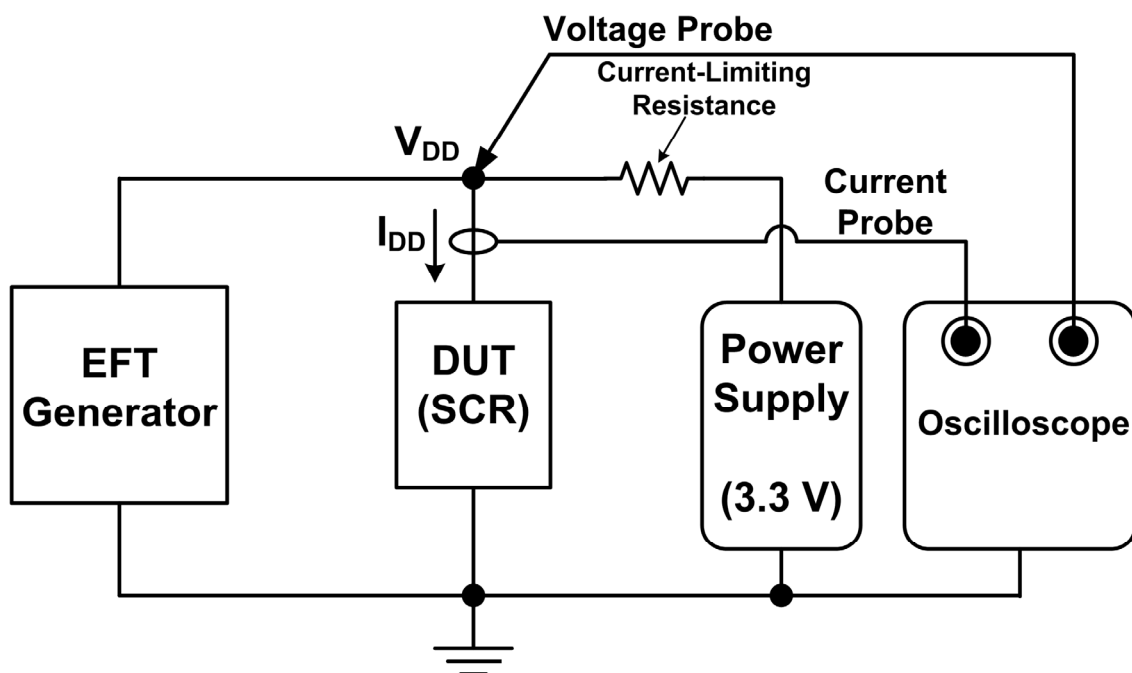 Voltage Probe
Current-Limiting
Resistance
VDD
Current
Probe
IDD
EFT
Generator
DUT
(SCR)
Power
Supply
(3.3 V)
Oscilloscope